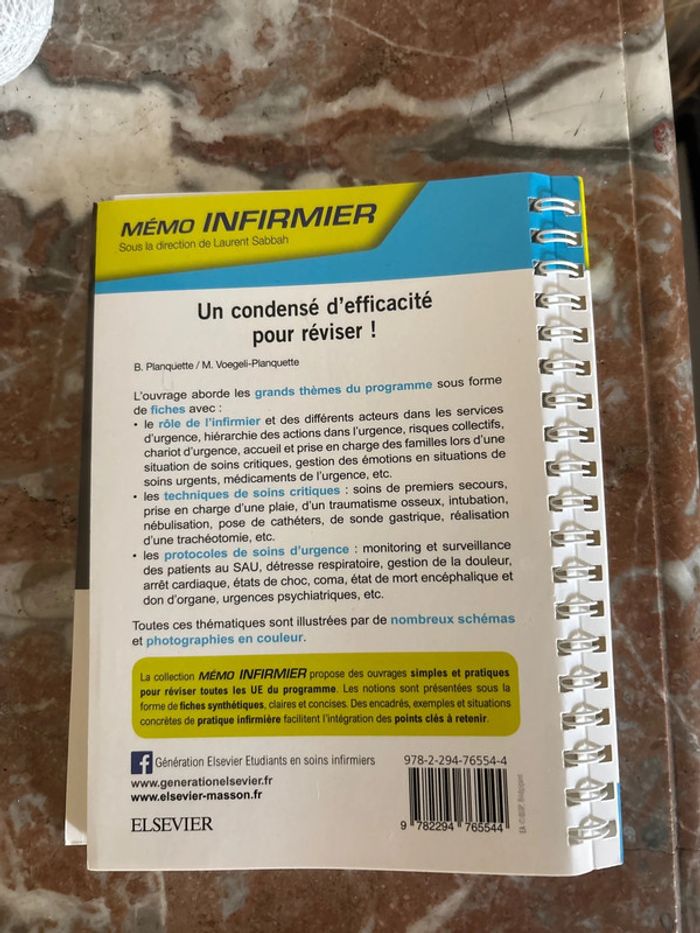 MÉMO INFIRMIER
Sous la direction de Laurent Sabbah
Un condensé d'efficacité
pour réviser !
B. Planquette / M. Voegeli-Planquette
L'ouvrage aborde les grands thèmes du programme sous forme
de fiches avec :
• le rôle de l'infirmier et des différents acteurs dans les services
d'urgence, hiérarchie des actions dans l'urgence, risques collectifs,
chariot d'urgence, accueil et prise en charge des familles lors d'une
situation de soins critiques, gestion des émotions en situations de
soins urgents, médicaments de l'urgence, etc.
• les techniques de soins critiques : soins de premiers secours,
prise en charge d'une plaie, d'un traumatisme osseux, intubation,
nébulisation, pose de cathéters, de sonde gastrique, réalisation
d'une trachéotomie, etc.
• les protocoles de soins d'urgence : monitoring et surveillance
des patients au SAU, détresse respiratoire, gestion de la douleur,
arrêt cardiaque, états de choc, coma, état de mort encéphalique et
don d'organe, urgences psychiatriques, etc.
Toutes ces thématiques sont illustrées par de nombreux schémas
et photographies en couleur.
La collection MÉMO INFIRMIER propose des ouvrages simples et pratiques
pour réviser toutes les UE du programme. Les notions sont présentées sous la
forme de fiches synthétiques, claires et concises. Des encadrés, exemples et situations
concrètes de pratique infirmière facilitent l'intégration des points clés à retenir.
f Génération Elsevier Etudiants en soins infirmiers
www.generationelsevier.fr
www.elsevier-masson.fr
ELSEVIER
978-2-294-76554-4
9 782294 765544